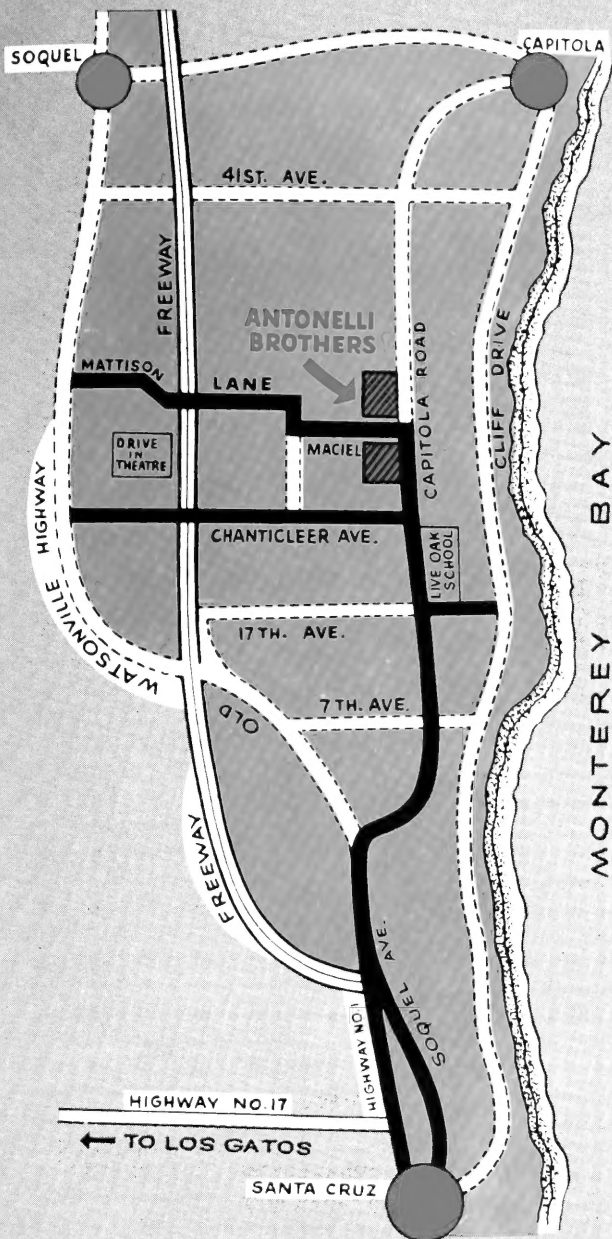 SOQUEL
CAPITOLA
41ST. AVE.
FREEWAY
ANTONELLI
BROTHERS
MATTISON LANE
CAPITOLA ROAD
CLIFF DRIVE
DRIVE
IN
THEATRE
MACIEL
OLD WATSONVILLE HIGHWAY
CHANTICLEER AVE.
LIVE OAK
SCHOOL
17TH. AVE.
7TH. AVE.
MONTEREY BAY
FREEWAY
SOQUEL AVE.
HIGHWAY NO. 1
HIGHWAY NO. 17
← TO LOS GATOS
SANTA CRUZ